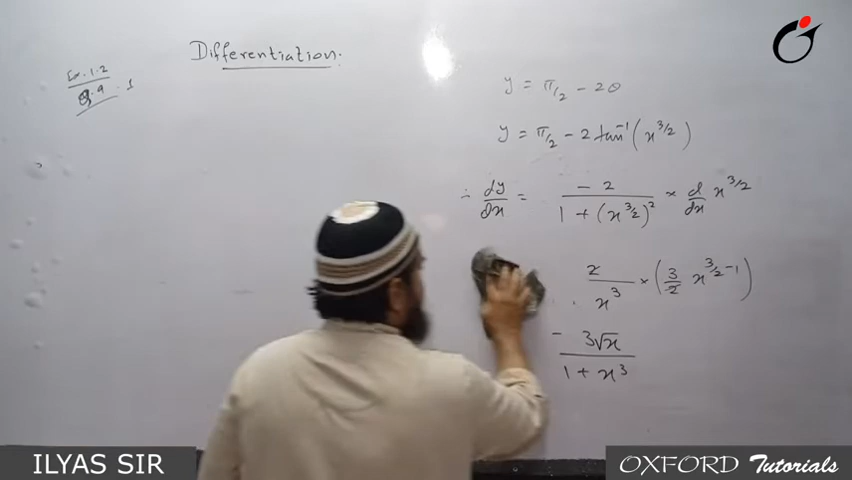 Differentiation.
Ex. 1.2
Q.9. 1
y = π/2 - 2θ
y = π/2 - 2 tan⁻¹(x^3/2)
∴ dy/dx = -2/(1 + (x^3/2)²) × d/dx x^3/2
2/x³ × (3/2 x^3/2-1)
- 3√x/(1 + x³)
ILYAS SIR
OXFORD Tutorials